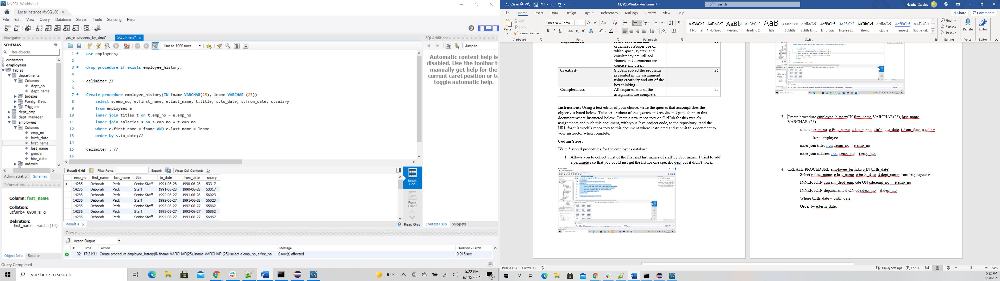 MySQL Workbench
Local instance MySQL80
File Edit View Query Database Server Tools Scripting Help
Navigator
SCHEMAS
Filter objects
customers
employees
Tables
departments
Columns
dept_no
dept_name
Indexes
Foreign Keys
Triggers
dept_emp
dept_manager
employees
Columns
emp_no
birth_date
first_name
last_name
gender
hire_date
Indexes
Administration Schemas
Information
Column: first_name
Collation:
utf8mb4_0900_ai_ci
Definition:
first_name varchar(14)
Object Info Session
Query Completed
get_employees_by_dept* SQL File 3*
Limit to 1000 rows
1 use employees;
2
3 drop procedure if exists employee_history;
4
5 delimiter //
6
7 Create procedure employee_history(IN fname VARCHAR(25), lname VARCHAR (25))
8 select e.emp_no, e.first_name, e.last_name, t.title, s.to_date, s.from_date, s.salary
9 from employees e
10 inner join titles t on t.emp_no = e.emp_no
11 inner join salaries s on s.emp_no = t.emp_no
12 where e.first_name = fname AND e.last_name = lname
13 order by s.to_date;//
14
15 delimiter ; //
16
SQLAdditions
Jump to
Automatic context help is
disabled. Use the toolbar t
manually get help for the
current caret position or to
toggle automatic help.
Result Grid Filter Rows: Export: Wrap Cell Content:
emp_no first_name last_name title to_date from_date salary
14285 Deborah Peck Senior Staff 1991-06-28 1990-06-28 53317
14285 Deborah Peck Staff 1991-06-28 1990-06-28 53317
14285 Deborah Peck Senior Staff 1992-06-27 1991-06-28 56023
14285 Deborah Peck Staff 1992-06-27 1991-06-28 56023
14285 Deborah Peck Senior Staff 1993-06-27 1992-06-27 55862
14285 Deborah Peck Staff 1993-06-27 1992-06-27 55862
14285 Deborah Peck Senior Staff 1994-06-27 1993-06-27 56467
Result Grid
Form Editor
Result 4 Read Only Context Help Snippets
Output
Action Output
# Time Action Message Duration / Fetch
32 17:21:31 Create procedure employee_history(IN fname VARCHAR(25), lname VARCHAR (25)) select e.emp_no, e.first_na... 0 row(s) affected 0.015 sec
Type here to search
90°F
5:22 PM
6/28/2021
5
AutoSave Off MySQL-Week-4-Assignment Search Heather Staples
File Home Insert Draw Design Layout References Mailings Review View Help Share Comments
Paste Cut Copy Format Painter
Times New Roma 12
AaBbCcI AaBbCcI AaBbC AaBbCcE AaB AaBbCcD AaBbCcL AaBbCcL AaBbCcL AaBbCcI AaBbCcL AaBbCcL AaBbCc
¶ Normal ¶ No Spac... Heading 1 Heading 2 Title Subtitle Subtle Em... Emphasis Intense E... Strong Quote Intense Q... Subtle Ref...
Find Replace Select Dictate Editor
Clipboard Font Paragraph Styles Editing Voice Editor
organized? Proper use of
white space, syntax, and
consistency are utilized.
Names and comments are
concise and clear.
Creativity Student solved the problems 25
presented in the assignment
using creativity and out of the
box thinking.
Completeness All requirements of the 25
assignment are complete.
Instructions: Using a text editor of your choice, write the queries that accomplishes the
objectives listed below. Take screenshots of the queries and results and paste them in this
document where instructed below. Create a new repository on GitHub for this week's
assignments and push this document, with your Java project code, to the repository. Add the
URL for this week's repository to this document where instructed and submit this document to
your instructor when complete.
Coding Steps:
Write 5 stored procedures for the employees database.
1. Allows you to collect a list of the first and last names of staff by dept name. I tried to add
a paramete r so that you could just get the list for one specific dept but it didn't work.
3. Create procedure employee_history(IN first_name VARCHAR(25), last_name
VARCHAR (25)
select e.emp_no, e.first_name, e.last_name, t.title, t.to_date, t.from_date, s.salary
from employees e
inner join titles t on t.emp_no = e.emp_no
inner join salaries s on s.emp_no = t.emp_no;
4. CREATE PROCEDURE employee_birthdays(IN birth_date)
Select e.first_name, e.last_name, e.birth_date, d.dept_name from employees e
INNER JOIN current_dept_emp cde ON cde.emp_no = e.emp_no
INNER JOIN departments d ON cde.dept_no = d.dept_no
Where birth_date = birth_date
Order by e.birth_date;
Page 2 of 3 340 words Display Settings Focus 100%
5:22 PM
6/28/2021